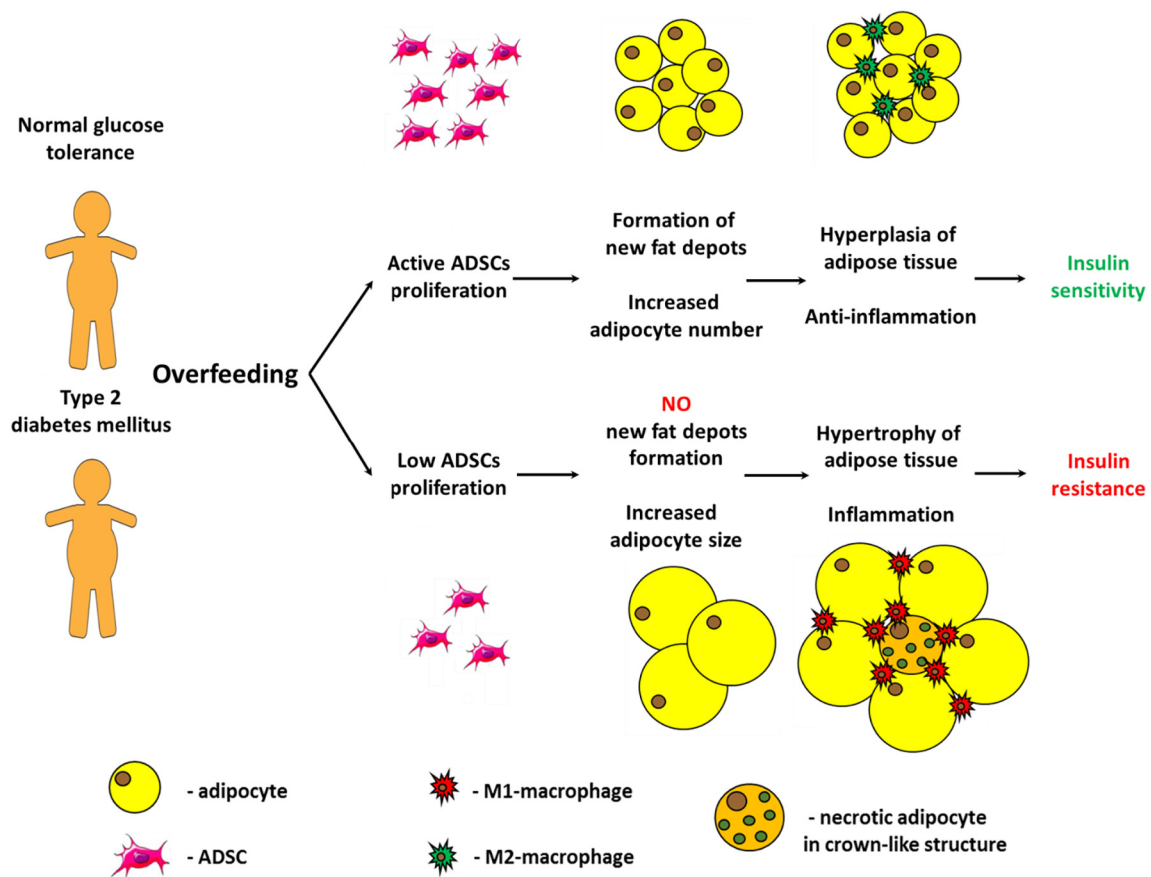 Normal glucose
tolerance
Type 2
diabetes mellitus
Overfeeding
Active ADSCs
proliferation
Formation of
new fat depots
Increased
adipocyte number
Hyperplasia of
adipose tissue
Anti-inflammation
Insulin
sensitivity
Low ADSCs
proliferation
NO
new fat depots
formation
Increased
adipocyte size
Hypertrophy of
adipose tissue
Inflammation
Insulin
resistance
- adipocyte
- ADSC
- M1-macrophage
- M2-macrophage
- necrotic adipocyte
in crown-like structure